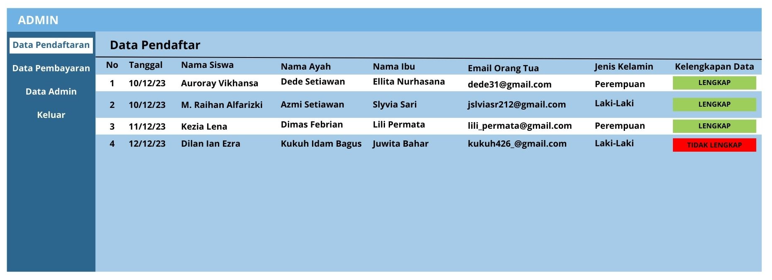 ADMIN
Data Pendaftaran
Data Pembayaran
Data Admin
Keluar
Data Pendaftar
No Tanggal Nama Siswa Nama Ayah Nama Ibu Email Orang Tua Jenis Kelamin Kelengkapan Data
1 10/12/23 Auroray Vikhansa Dede Setiawan Ellita Nurhasana dede31@gmail.com Perempuan LENGKAP
2 10/12/23 M. Raihan Alfarizki Azmi Setiawan Slyvia Sari jslviasr212@gmail.com Laki-Laki LENGKAP
3 11/12/23 Kezia Lena Dimas Febrian Lili Permata lili_permata@gmail.com Perempuan LENGKAP
4 12/12/23 Dilan Ian Ezra Kukuh Idam Bagus Juwita Bahar kukuh426_@gmail.com Laki-Laki TIDAK LENGKAP